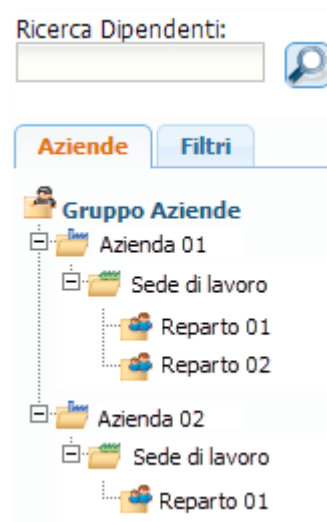 Ricerca Dipendenti:
Aziende Filtri
Gruppo Aziende
Azienda 01
Sede di lavoro
Reparto 01
Reparto 02
Azienda 02
Sede di lavoro
Reparto 01